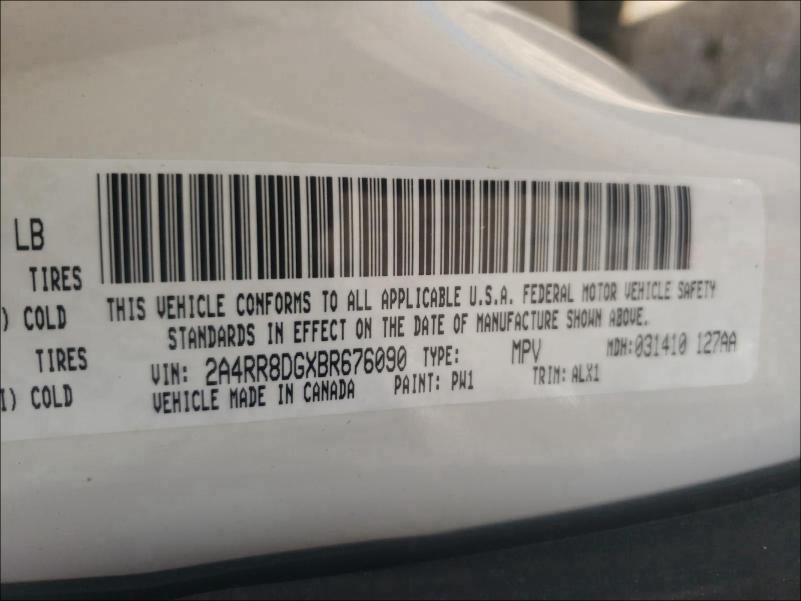 LB
TIRES
) COLD
TIRES
I) COLD
THIS VEHICLE CONFORMS TO ALL APPLICABLE U.S.A. FEDERAL MOTOR VEHICLE SAFETY
STANDARDS IN EFFECT ON THE DATE OF MANUFACTURE SHOWN ABOVE.
VIN: 2A4RR8DGXBR676090 TYPE: MPV MDH:031410 127AA
VEHICLE MADE IN CANADA PAINT: PW1 TRIM: ALX1